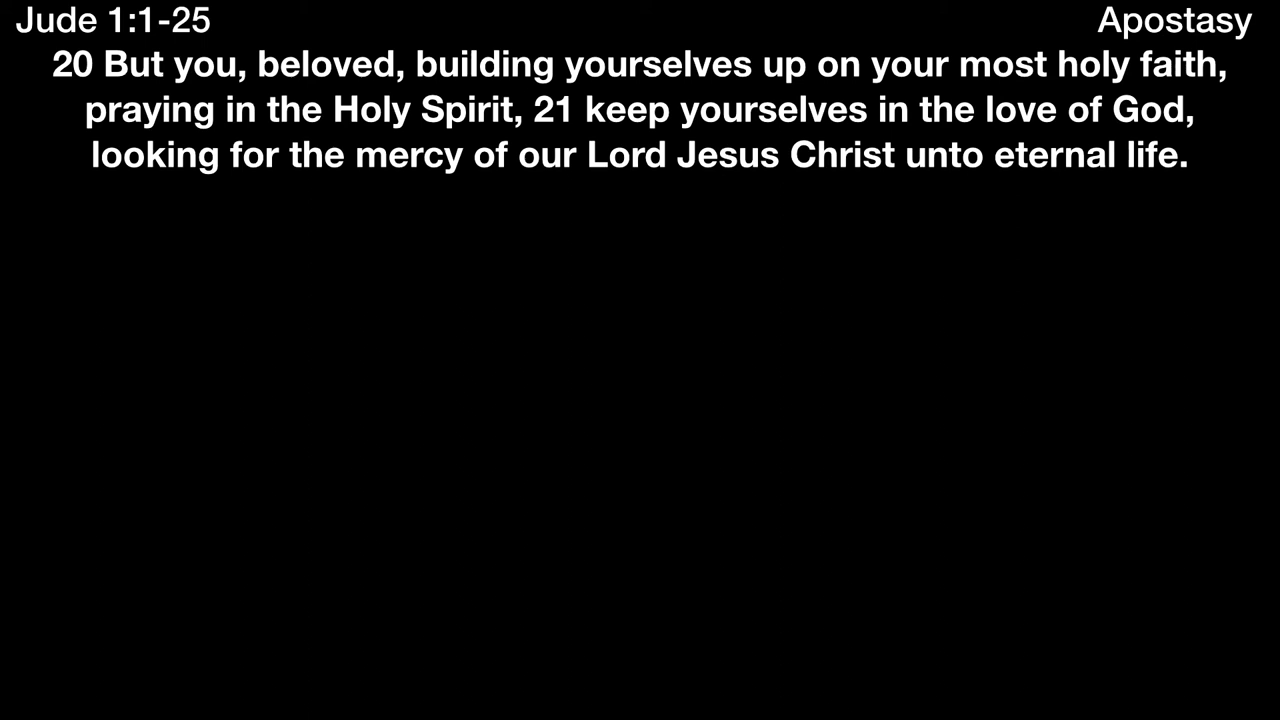 Jude 1:1-25
Apostasy
20 But you, beloved, building yourselves up on your most holy faith,
praying in the Holy Spirit, 21 keep yourselves in the love of God,
looking for the mercy of our Lord Jesus Christ unto eternal life.